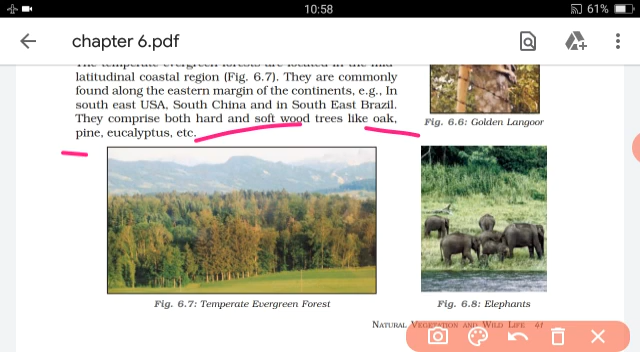 10:58
61%
chapter 6.pdf
The temperate evergreen forests are located in the mid-
latitudinal coastal region (Fig. 6.7). They are commonly
found along the eastern margin of the continents, e.g., In
south east USA, South China and in South East Brazil.
They comprise both hard and soft wood trees like oak,
pine, eucalyptus, etc.
Fig. 6.6: Golden Langoor
Fig. 6.7: Temperate Evergreen Forest
Fig. 6.8: Elephants
NATURAL VEGETATION AND WILD LIFE 41